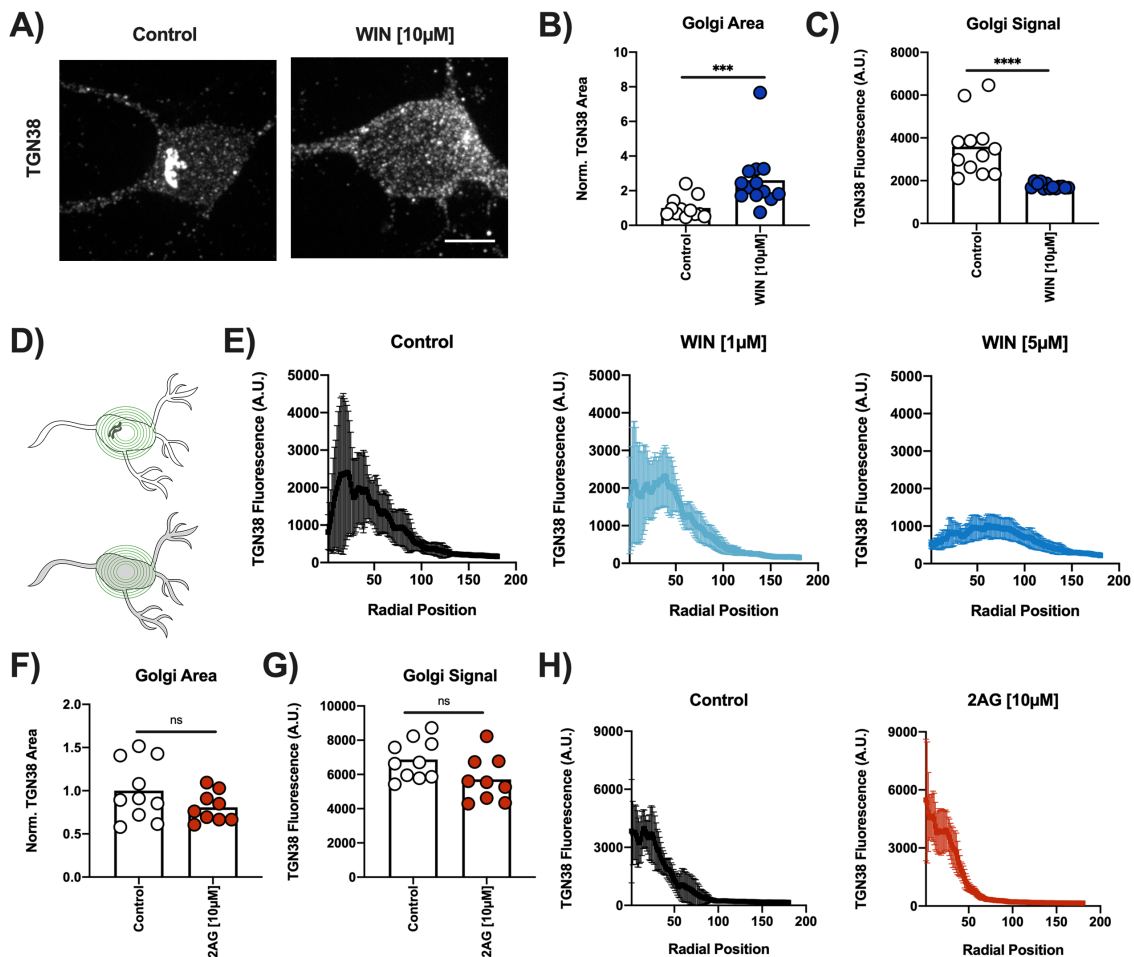 A)
Control
WIN [10µM]
TGN38
B)
Golgi Area
***
Norm. TGN38 Area
10
8
6
4
2
0
Control
WIN [10µM]
C)
Golgi Signal
****
TGN38 Fluorescence (A.U.)
8000
6000
4000
2000
0
Control
WIN [10µM]
D)
E)
Control
TGN38 Fluorescence (A.U.)
5000
4000
3000
2000
1000
0
50
100
150
200
Radial Position
WIN [1µM]
TGN38 Fluorescence (A.U.)
5000
4000
3000
2000
1000
0
50
100
150
200
Radial Position
WIN [5µM]
TGN38 Fluorescence (A.U.)
5000
4000
3000
2000
1000
0
50
100
150
200
Radial Position
F)
Golgi Area
ns
Norm. TGN38 Area
2.0
1.5
1.0
0.5
0.0
Control
2AG [10µM]
G)
Golgi Signal
ns
TGN38 Fluorescence (A.U.)
10000
8000
6000
4000
2000
0
Control
2AG [10µM]
H)
Control
TGN38 Fluorescence (A.U.)
9000
6000
3000
0
50
100
150
200
Radial Position
2AG [10µM]
TGN38 Fluorescence (A.U.)
9000
6000
3000
0
50
100
150
200
Radial Position